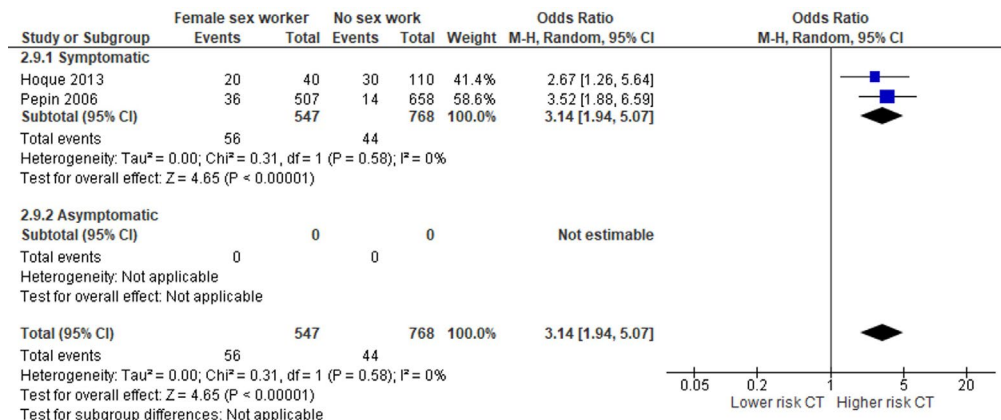 Female sex worker No sex work Odds Ratio Odds Ratio
Study or Subgroup Events Total Events Total Weight M-H, Random, 95% CI M-H, Random, 95% CI
2.9.1 Symptomatic
Hoque 2013 20 40 30 110 41.4% 2.67 [1.26, 5.64]
Pepin 2006 36 507 14 658 58.6% 3.52 [1.88, 6.59]
Subtotal (95% CI) 547 768 100.0% 3.14 [1.94, 5.07]
Total events 56 44
Heterogeneity: Tau² = 0.00; Chi² = 0.31, df = 1 (P = 0.58); I² = 0%
Test for overall effect: Z = 4.65 (P < 0.00001)
2.9.2 Asymptomatic
Subtotal (95% CI) 0 0 Not estimable
Total events 0 0
Heterogeneity: Not applicable
Test for overall effect: Not applicable
Total (95% CI) 547 768 100.0% 3.14 [1.94, 5.07]
Total events 56 44
Heterogeneity: Tau² = 0.00; Chi² = 0.31, df = 1 (P = 0.58); I² = 0%
Test for overall effect: Z = 4.65 (P < 0.00001)
Test for subgroup differences: Not applicable
0.05 0.2 1 5 20
Lower risk CT Higher risk CT